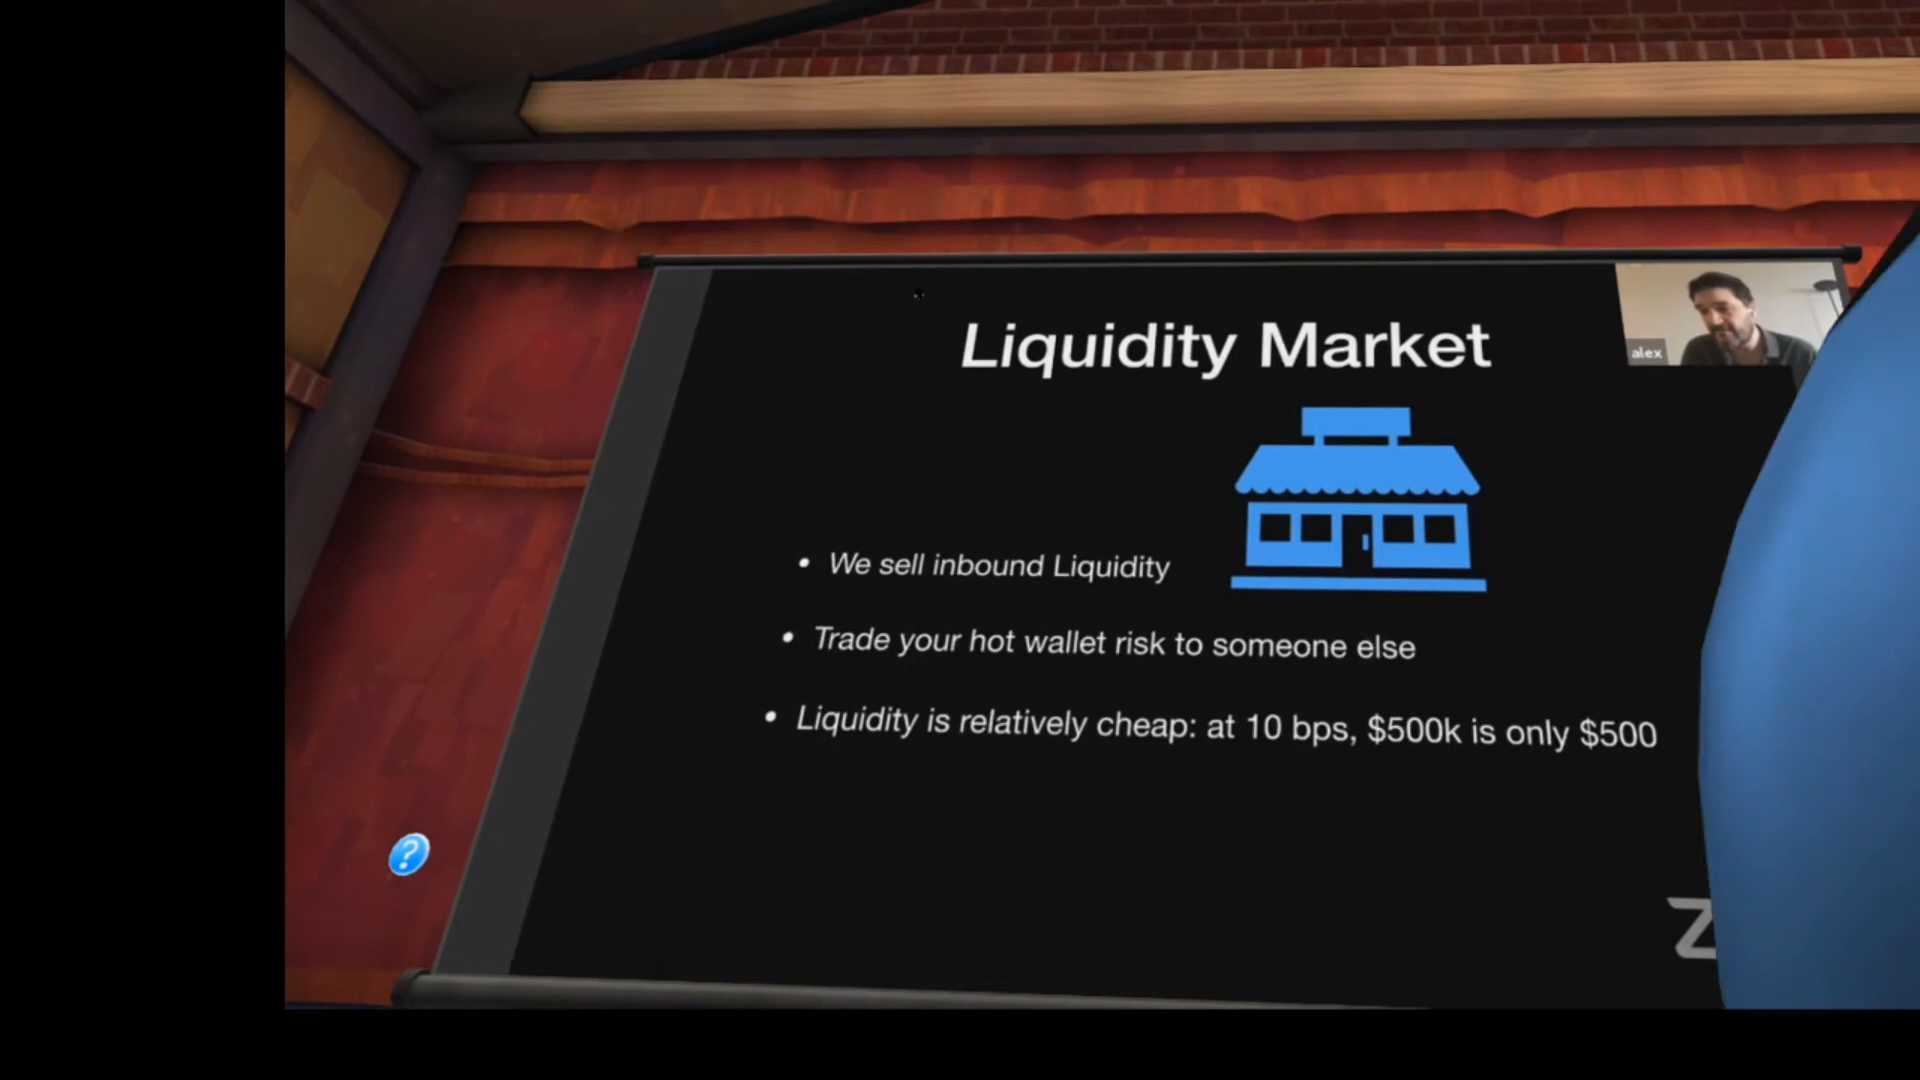 Liquidity Market
alex
• We sell inbound Liquidity
• Trade your hot wallet risk to someone else
• Liquidity is relatively cheap: at 10 bps, $500k is only $500
?
Z